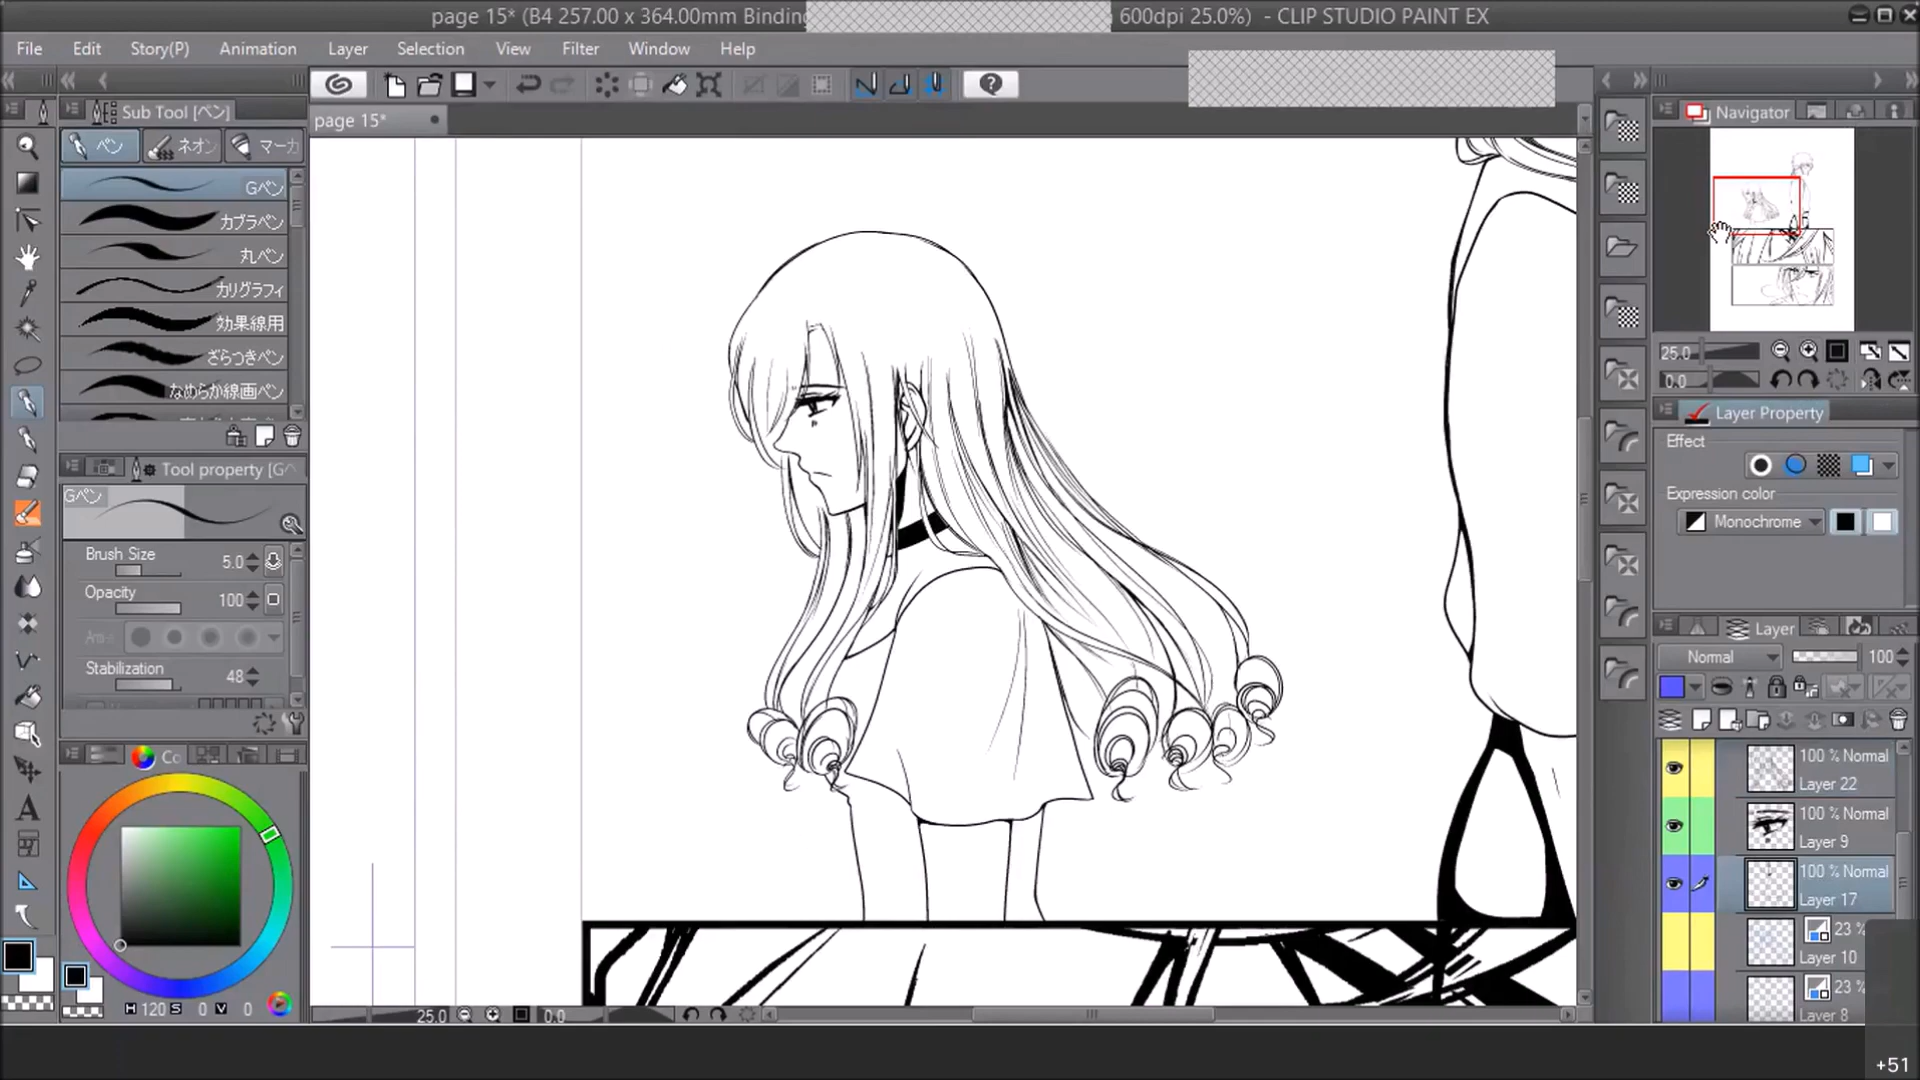 page 15* (B4 257.00 x 364.00mm Binding 600dpi 25.0%) - CLIP STUDIO PAINT EX
File Edit Story(P) Animation Layer Selection View Filter Window Help
Sub Tool [ペン]
page 15*
Navigator
ペン ネオン マーカ
Gペン
カブラペン
丸ペン
カリグラフィ
効果線用
ざらつきペン
なめらか線画ペン
25.0
0.0
Layer Property
Effect
Expression color
Monochrome
Tool property [G
Gペン
Brush Size 5.0
Opacity 100
Stabilization 48
Layer
Normal 100
100 % Normal
Layer 22
100 % Normal
Layer 9
100 % Normal
Layer 17
23 %
Layer 10
23 %
Layer 8
Co
H 120 S 0 V 0
25.0 0.0
+51